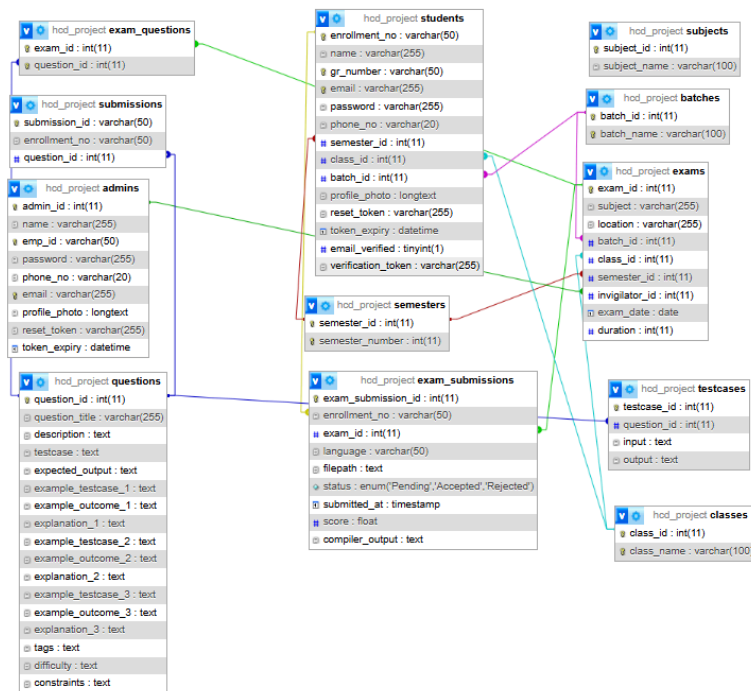 hcd_project exam_questions
exam_id : int(11)
question_id : int(11)
hcd_project submissions
submission_id : varchar(50)
enrollment_no : varchar(50)
question_id : int(11)
hcd_project admins
admin_id : int(11)
name : varchar(255)
emp_id : varchar(50)
password : varchar(255)
phone_no : varchar(20)
email : varchar(255)
profile_photo : longtext
reset_token : varchar(255)
token_expiry : datetime
hcd_project questions
question_id : int(11)
question_title : varchar(255)
description : text
testcase : text
expected_output : text
example_testcase_1 : text
example_outcome_1 : text
explanation_1 : text
example_testcase_2 : text
example_outcome_2 : text
explanation_2 : text
example_testcase_3 : text
example_outcome_3 : text
explanation_3 : text
tags : text
difficulty : text
constraints : text
hcd_project students
enrollment_no : varchar(50)
name : varchar(255)
gr_number : varchar(50)
email : varchar(255)
password : varchar(255)
phone_no : varchar(20)
semester_id : int(11)
class_id : int(11)
batch_id : int(11)
profile_photo : longtext
reset_token : varchar(255)
token_expiry : datetime
email_verified : tinyint(1)
verification_token : varchar(255)
hcd_project semesters
semester_id : int(11)
semester_number : int(11)
hcd_project exam_submissions
exam_submission_id : int(11)
enrollment_no : varchar(50)
exam_id : int(11)
language : varchar(50)
filepath : text
status : enum('Pending','Accepted','Rejected')
submitted_at : timestamp
score : float
compiler_output : text
hcd_project subjects
subject_id : int(11)
subject_name : varchar(100)
hcd_project batches
batch_id : int(11)
batch_name : varchar(100)
hcd_project exams
exam_id : int(11)
subject : varchar(255)
location : varchar(255)
batch_id : int(11)
class_id : int(11)
semester_id : int(11)
invigilator_id : int(11)
exam_date : date
duration : int(11)
hcd_project testcases
testcase_id : int(11)
question_id : int(11)
input : text
output : text
hcd_project classes
class_id : int(11)
class_name : varchar(100)